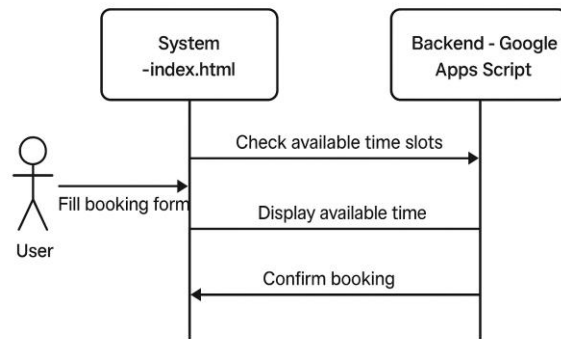 System
-index.html
Backend - Google
Apps Script
Check available time slots
Fill booking form
Display available time
User
Confirm booking